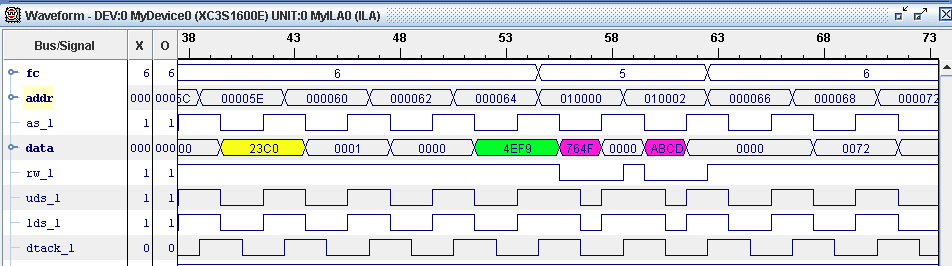 Waveform - DEV:0 MyDevice0 (XC3S1600E) UNIT:0 MyILA0 (ILA)
Bus/Signal X O 38 43 48 53 58 63 68 73
fc 6 6 6 5 6
addr 000 000 5C 00005E 000060 000062 000064 010000 010002 000066 000068 000072
as_l 1 1
data 000 000 00 23C0 0001 0000 4EF9 764F 0000 ABCD 0000 0072
rw_l 1 1
uds_l 1 1
lds_l 1 1
dtack_l 0 0